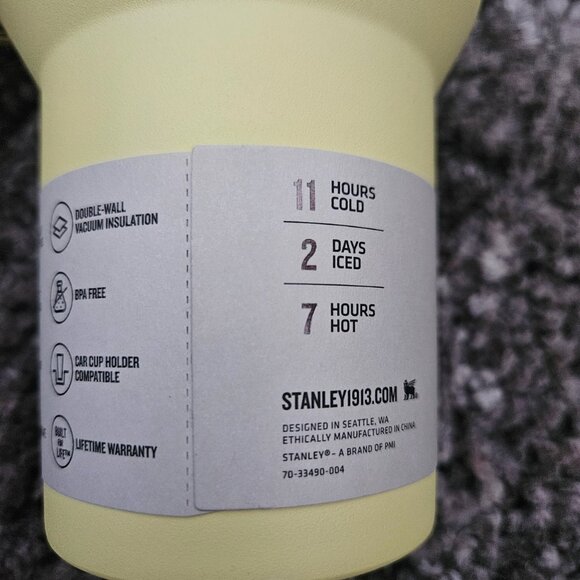 DOUBLE-WALL
VACUUM INSULATION
BPA FREE
CAR CUP HOLDER
COMPATIBLE
BUILT
FOR
LIFE™
LIFETIME WARRANTY
11 HOURS
COLD
2 DAYS
ICED
7 HOURS
HOT
STANLEY1913.COM
DESIGNED IN SEATTLE, WA
ETHICALLY MANUFACTURED IN CHINA.
STANLEY® - A BRAND OF PMI
70-33490-004